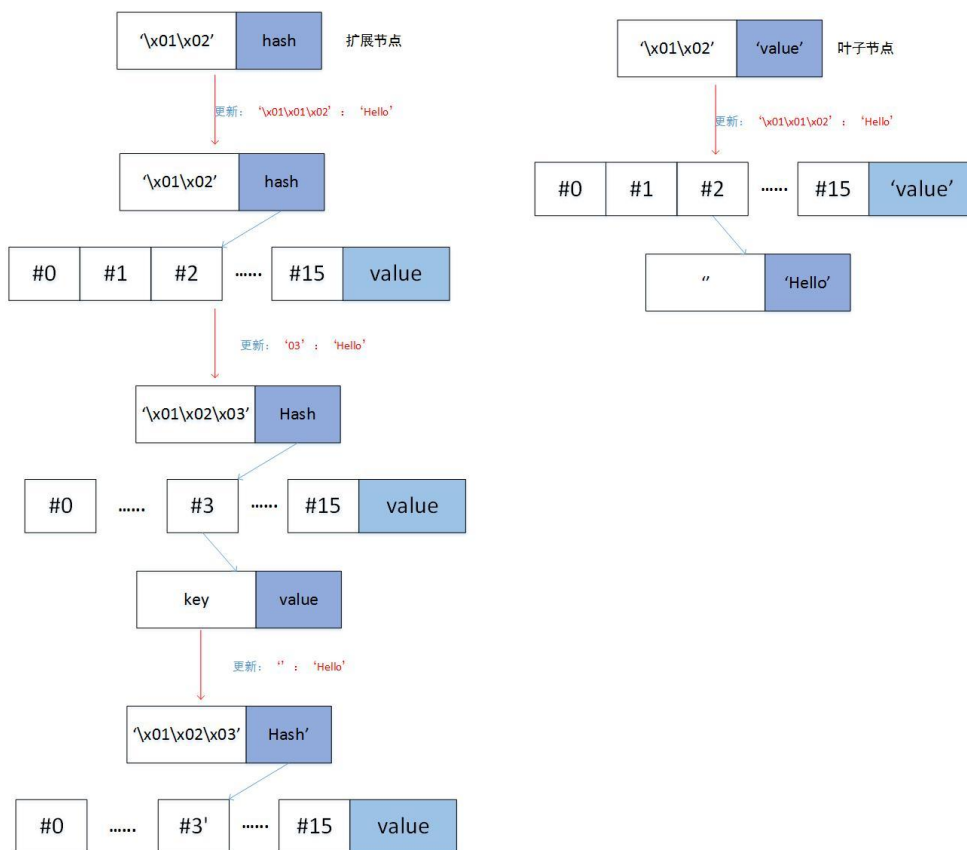 ‘\x01\x02’ hash 扩展节点
更新： ‘\x01\x01\x02’ ： ‘Hello’
‘\x01\x02’ hash
#0 #1 #2 ...... #15 value
更新： ‘03’ ： ‘Hello’
‘\x01\x02\x03’ Hash
#0 ...... #3 ...... #15 value
key value
更新： ‘’ ： ‘Hello’
‘\x01\x02\x03’ Hash’
#0 ...... #3' ...... #15 value
‘\x01\x02’ ‘value’ 叶子节点
更新： ‘\x01\x01\x02’ ： ‘Hello’
#0 #1 #2 ...... #15 ‘value’
‘’ ‘Hello’